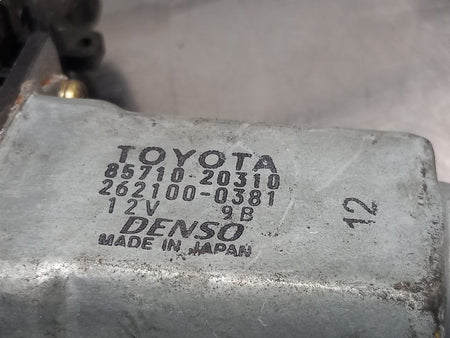 TOYOTA
85710-20310
262100-0381
12V 9B
DENSO
MADE IN JAPAN
12